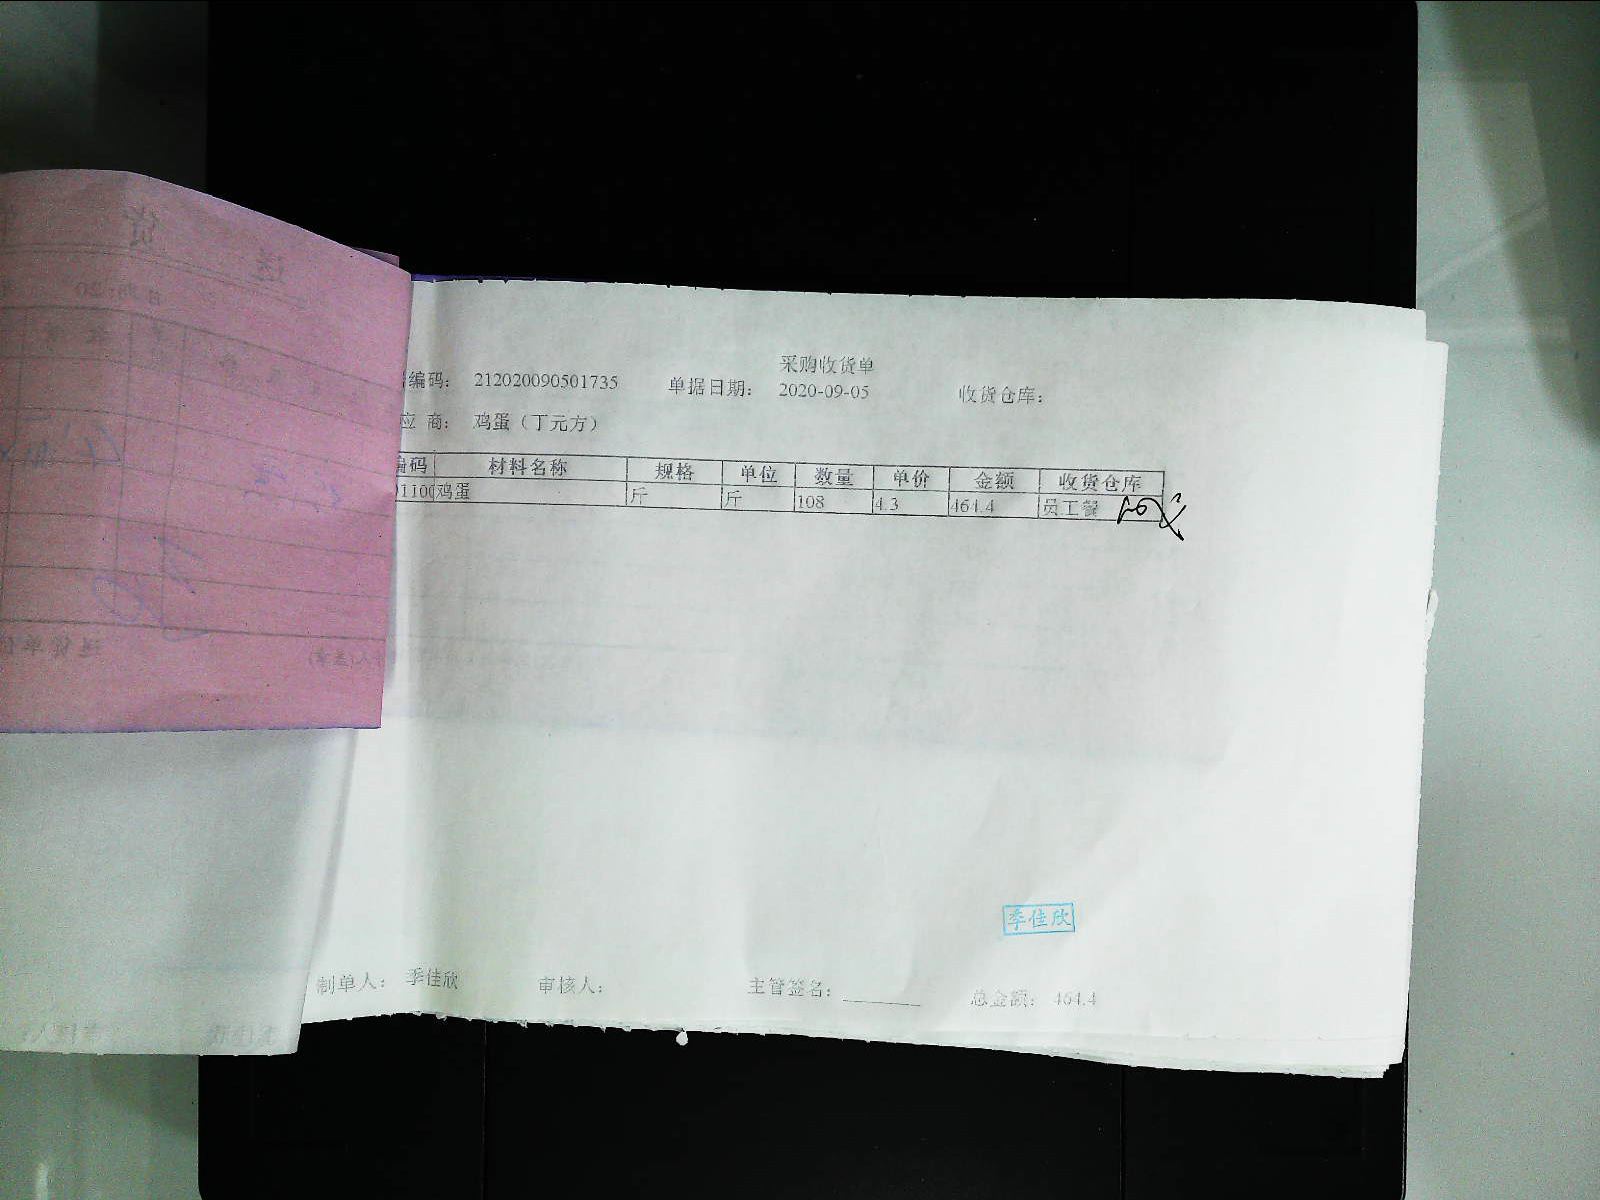 采购收货单
编码: 212020090501735 单据日期: 2020-09-05 收货仓库:
应 商: 鸡蛋（丁元方）
编码 材料名称 规格 单位 数量 单价 金额 收货仓库
1100 鸡蛋 斤 斤 108 4.3 464.4 员工餐
季佳欣
制单人: 季佳欣 审核人: 主管签名: ________ 总金额: 464.4